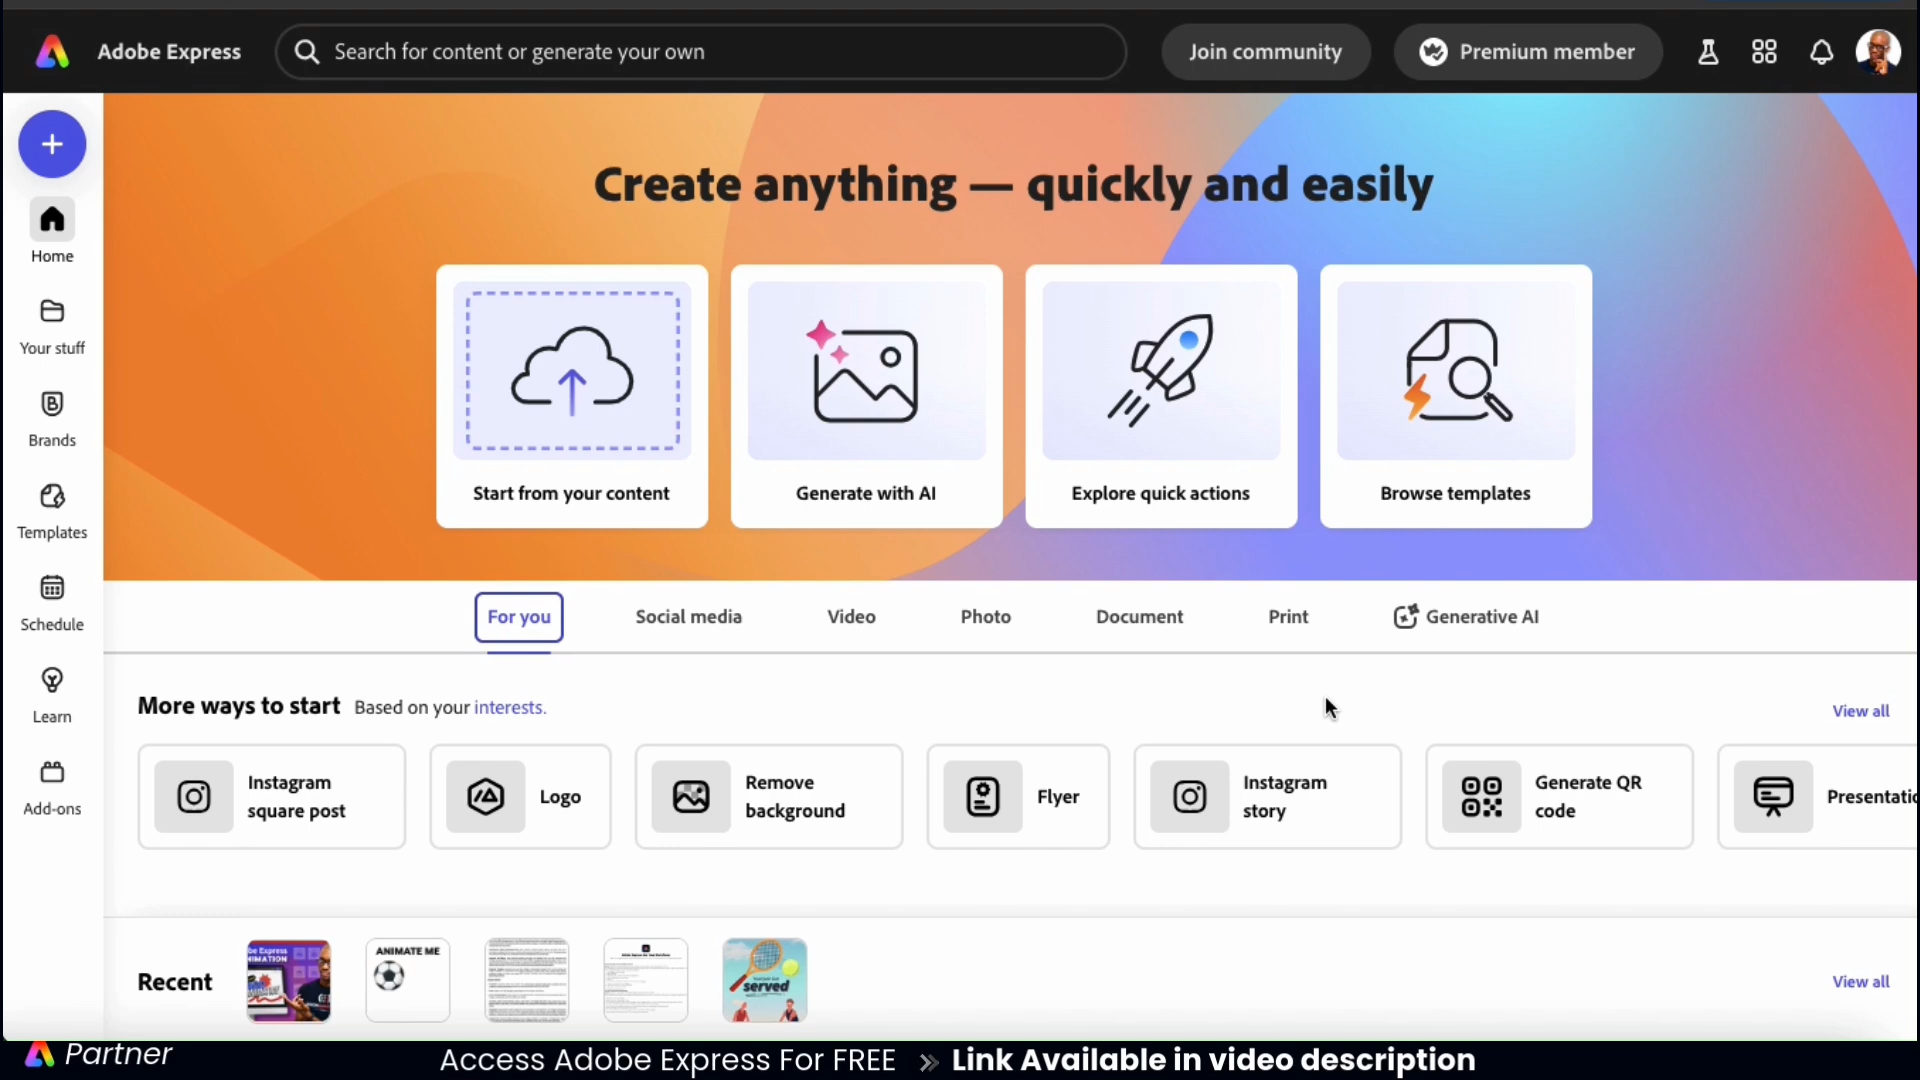 Adobe Express
Search for content or generate your own
Join community
Premium member
Create anything — quickly and easily
Home
Your stuff
Brands
Templates
Schedule
Learn
Add-ons
Start from your content
Generate with AI
Explore quick actions
Browse templates
For you
Social media
Video
Photo
Document
Print
Generative AI
More ways to start
Based on your interests.
View all
Instagram
square post
Logo
Remove
background
Flyer
Instagram
story
Generate QR
code
Presentatio
Recent
be Express
IMATION
ANIMATE ME
served
View all
Partner
Access Adobe Express For FREE » Link Available in video description